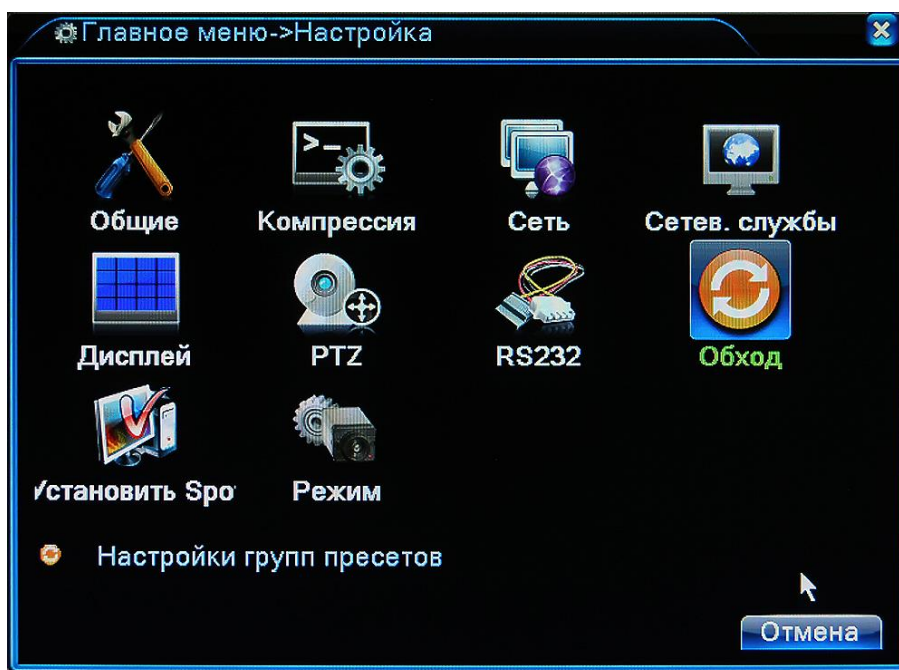 Главное меню->Настройка
>_
Общие Компрессия Сеть Сетев. службы
Дисплей PTZ RS232 Обход
Установить Spo
Режим
Настройки групп пресетов
Отмена